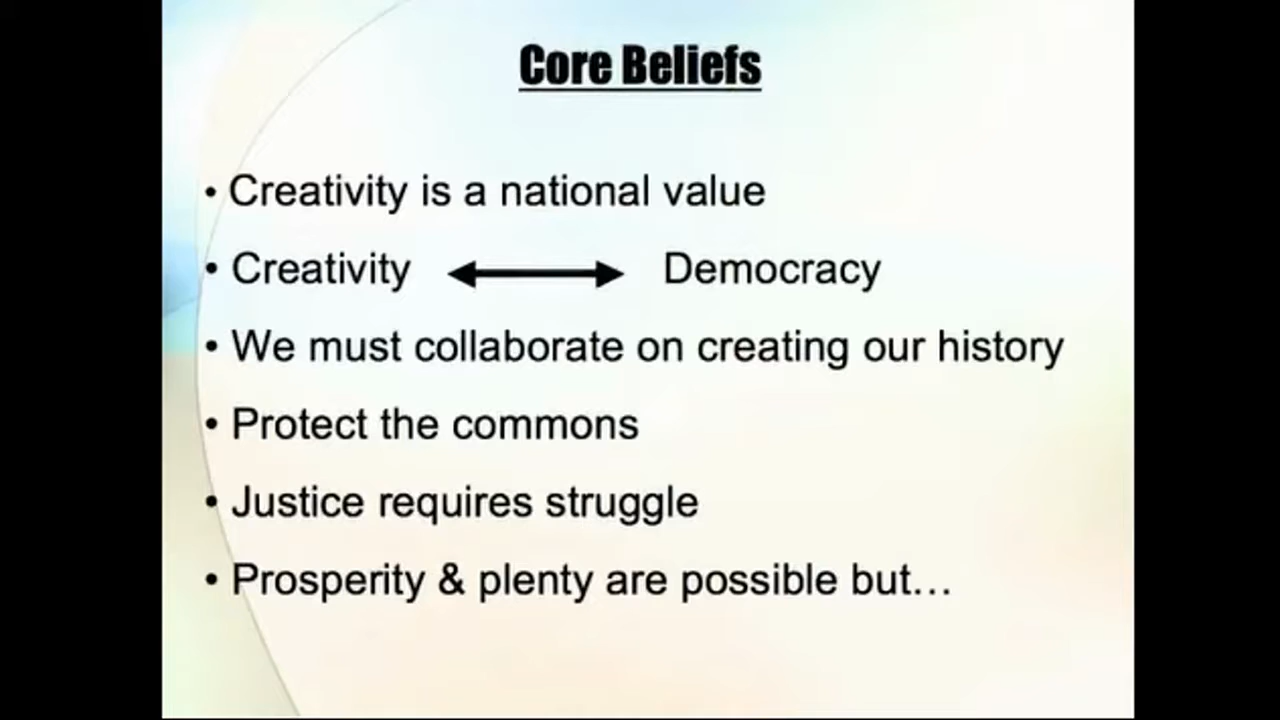 Core Beliefs
• Creativity is a national value
• Creativity ⟷ Democracy
• We must collaborate on creating our history
• Protect the commons
• Justice requires struggle
• Prosperity & plenty are possible but…